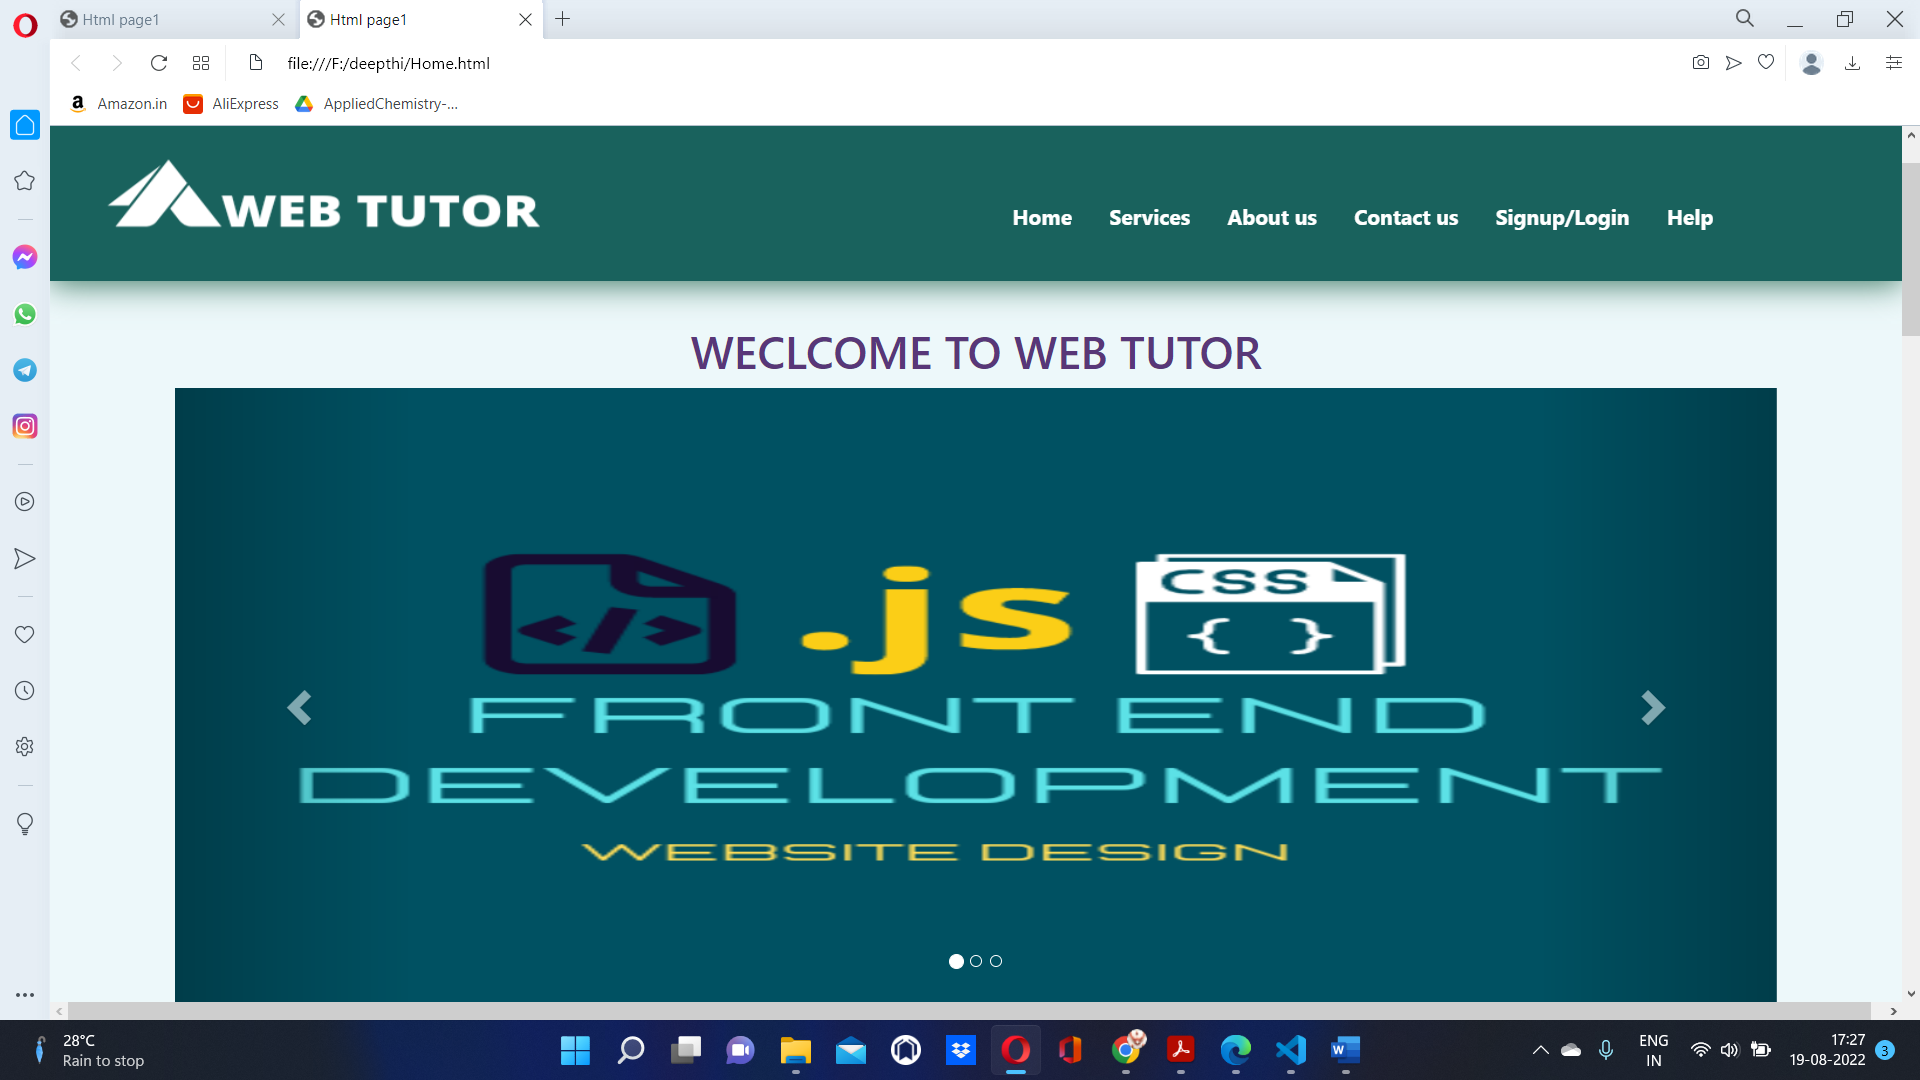 Html page1
Html page1
file:///F:/deepthi/Home.html
Amazon.in
AliExpress
AppliedChemistry-...
WEB TUTOR
Home
Services
About us
Contact us
Signup/Login
Help
WECLCOME TO WEB TUTOR
</>
.js
CSS
{ }
FRONT END
DEVELOPMENT
WEBSITE DESIGN
28°C
Rain to stop
ENG
IN
17:27
19-08-2022
3